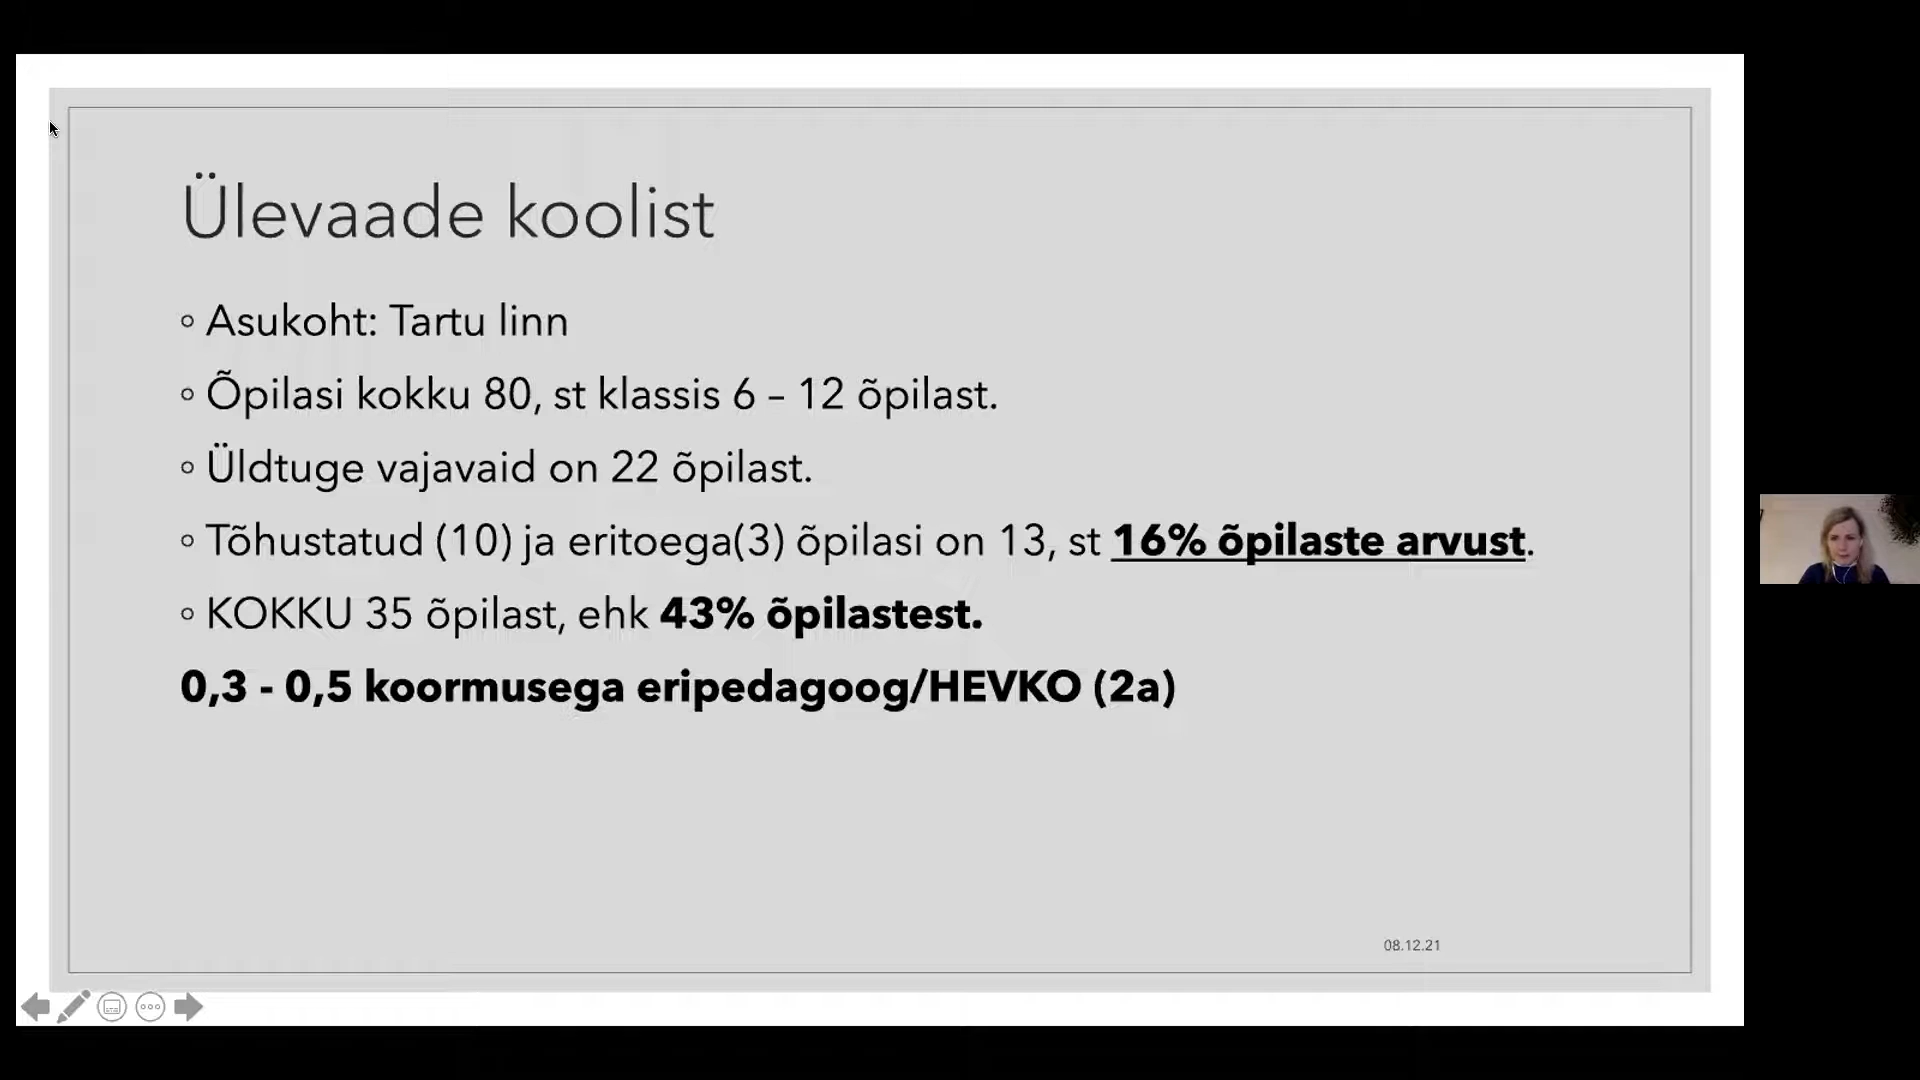 Ülevaade koolist
Asukoht: Tartu linn
Õpilasi kokku 80, st klassis 6 – 12 õpilast.
Üldtuge vajavaid on 22 õpilast.
Tõhustatud (10) ja eritoega(3) õpilasi on 13, st 16% õpilaste arvust.
KOKKU 35 õpilast, ehk 43% õpilastest.
0,3 - 0,5 koormusega eripedagoog/HEVKO (2a)
08.12.21